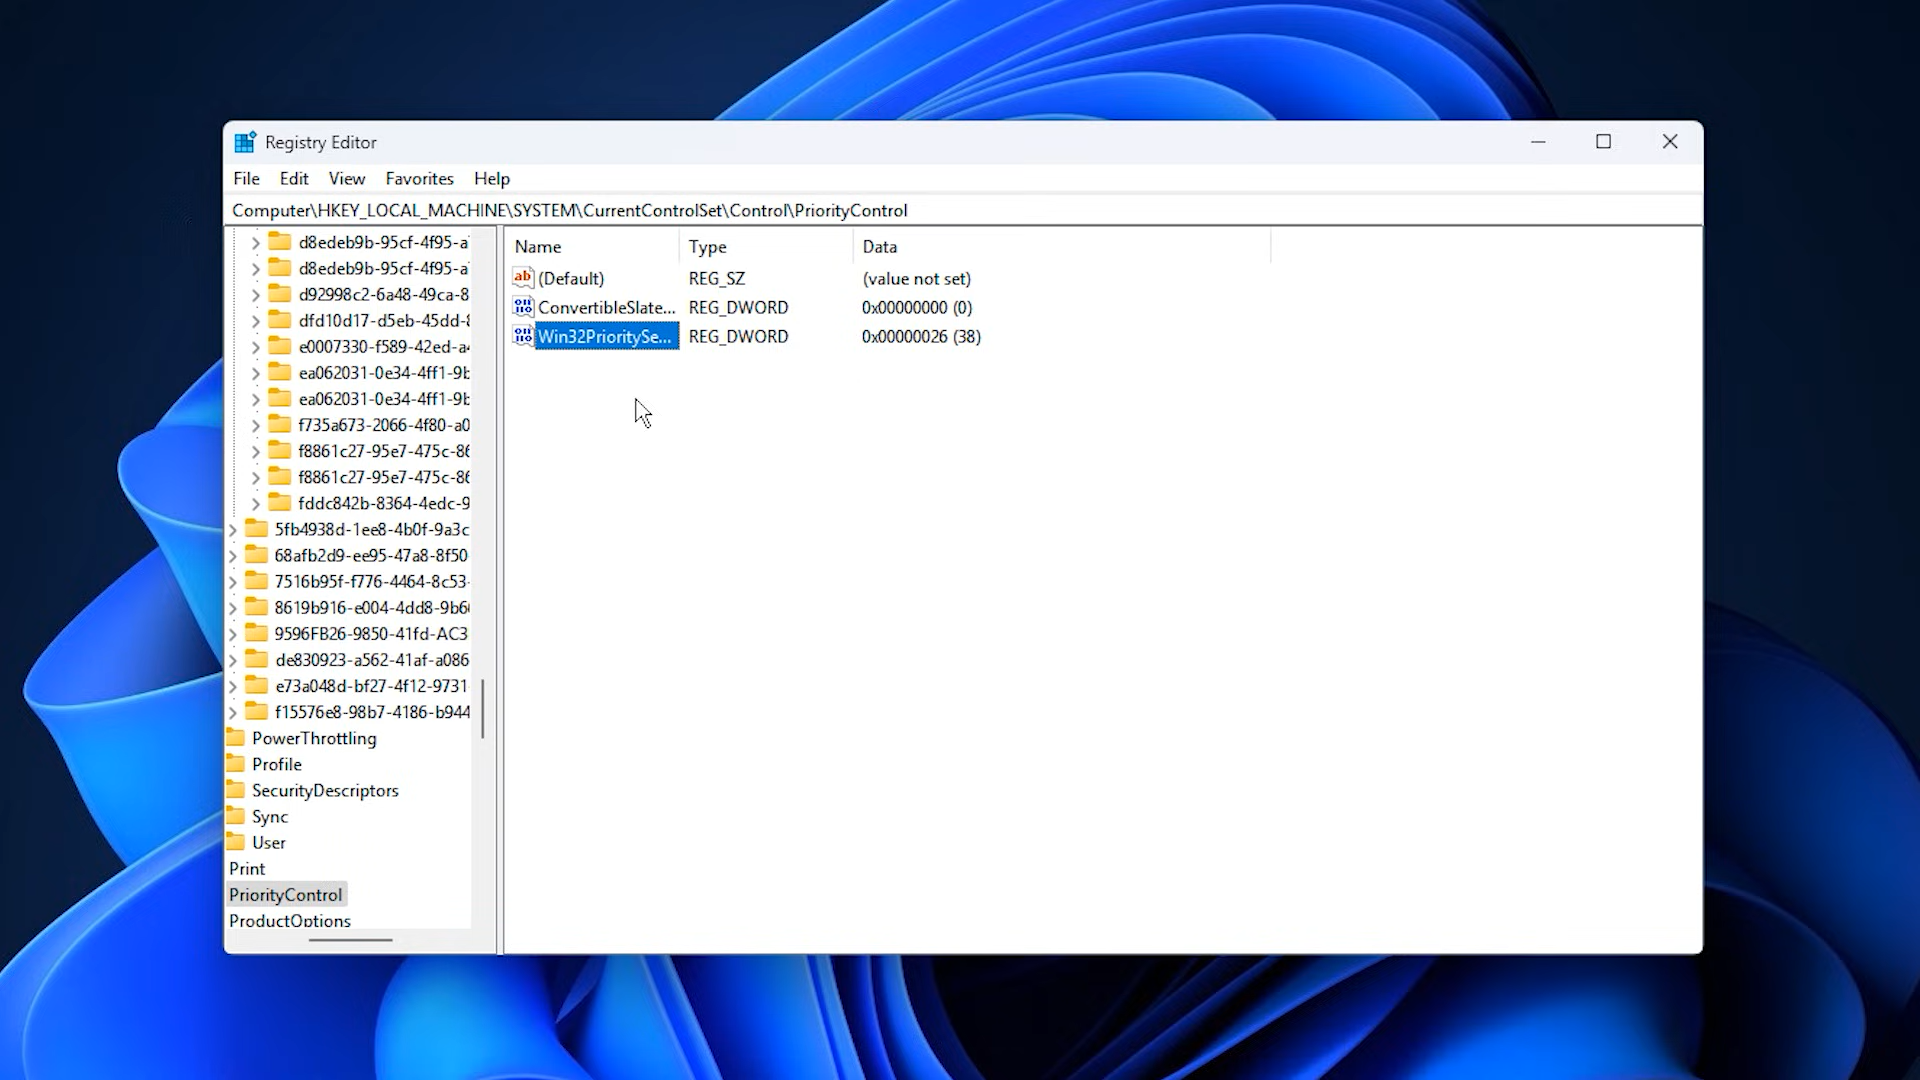 Registry Editor
File Edit View Favorites Help
Computer\HKEY_LOCAL_MACHINE\SYSTEM\CurrentControlSet\Control\PriorityControl
d8edeb9b-95cf-4f95-a
d8edeb9b-95cf-4f95-a
d92998c2-6a48-49ca-8
dfd10d17-d5eb-45dd-8
e0007330-f589-42ed-a4
ea062031-0e34-4ff1-9b
ea062031-0e34-4ff1-9b
f735a673-2066-4f80-a0
f8861c27-95e7-475c-86
f8861c27-95e7-475c-86
fddc842b-8364-4edc-9
5fb4938d-1ee8-4b0f-9a3c
68afb2d9-ee95-47a8-8f50
7516b95f-f776-4464-8c53-
8619b916-e004-4dd8-9b6
9596FB26-9850-41fd-AC3
de830923-a562-41af-a086
e73a048d-bf27-4f12-9731
f15576e8-98b7-4186-b944
PowerThrottling
Profile
SecurityDescriptors
Sync
User
Print
PriorityControl
ProductOptions
Name Type Data
(Default) REG_SZ (value not set)
ConvertibleSlate... REG_DWORD 0x00000000 (0)
Win32PrioritySe... REG_DWORD 0x00000026 (38)